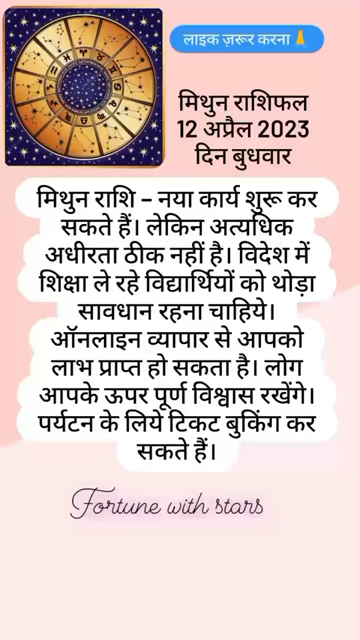 लाइक ज़रूर करना🙏
मिथुन राशिफल
12 अप्रैल 2023
दिन बुधवार
मिथुन राशि – नया कार्य शुरू कर
सकते हैं। लेकिन अत्यधिक
अधीरता ठीक नहीं है। विदेश में
शिक्षा ले रहे विद्यार्थियों को थोड़ा
सावधान रहना चाहिये।
ऑनलाइन व्यापार से आपको
लाभ प्राप्त हो सकता है। लोग
आपके ऊपर पूर्ण विश्वास रखेंगे।
पर्यटन के लिये टिकट बुकिंग कर
सकते हैं।
Fortune with stars